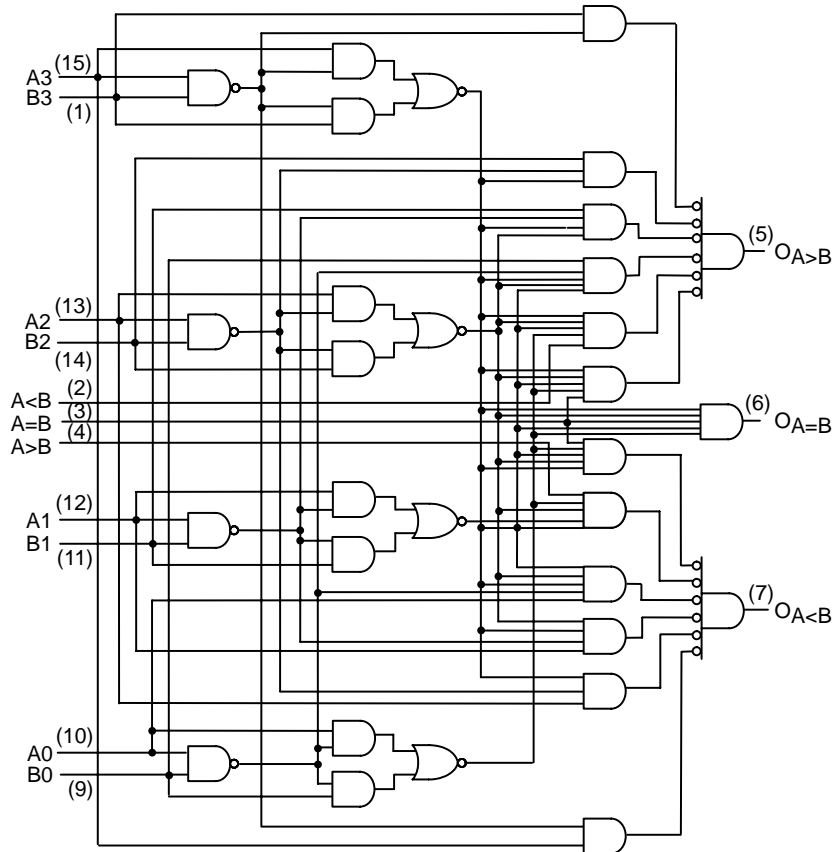 A3 (15)
B3
(1)
(5)
OA>B
A2 (13)
B2
(14)
A<B (2)
A=B (3)
A>B (4)
(6)
OA=B
A1 (12)
B1
(11)
(7)
OA<B
A0 (10)
B0
(9)